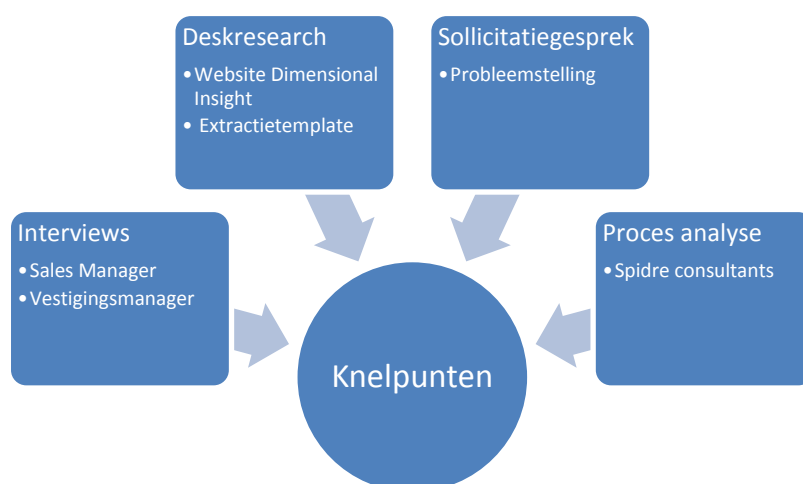 Deskresearch
• Website Dimensional
Insight
• Extractietemplate
Sollicitatiegesprek
• Probleemstelling
Interviews
• Sales Manager
• Vestigingsmanager
Proces analyse
• Spidre consultants
Knelpunten